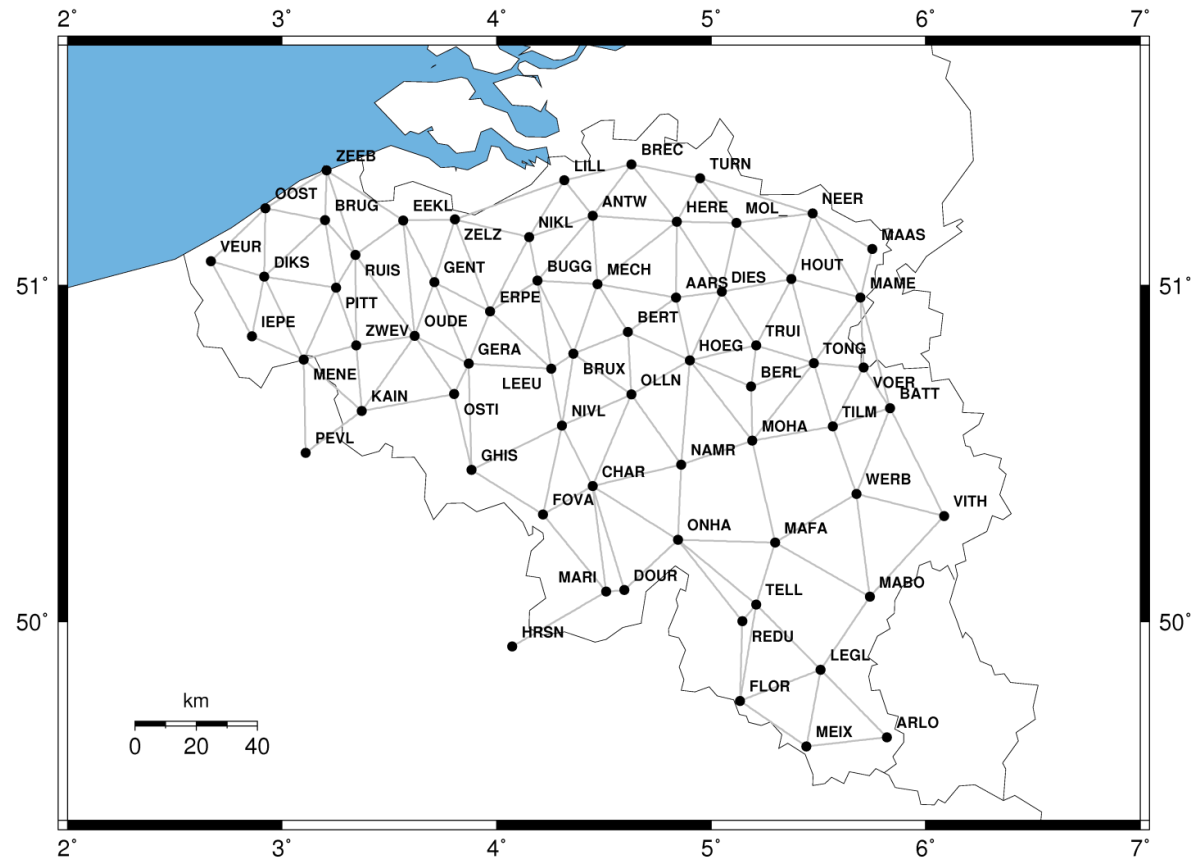 2° 3° 4° 5° 6° 7°
BREC
ZEEB
LILL TURN
OOST
BRUG EEKL ANTW HERE MOL_ NEER
NIKL
ZELZ
VEUR MAAS
DIKS RUIS GENT BUGG MECH HOUT
51° AARS DIES MAME 51°
PITT ERPE
IEPE ZWEV OUDE BERT TRUI
GERA HOEG TONG
MENE LEEU BRUX BERL VOER
KAIN OLLN BATT
OSTI NIVL TILM
PEVL MOHA
GHIS NAMR
CHAR WERB
FOVA VITH
ONHA MAFA
MARI DOUR MABO
TELL
50° HRSN REDU 50°
LEGL
FLOR
km
ARLO
MEIX
0 20 40
2° 3° 4° 5° 6° 7°